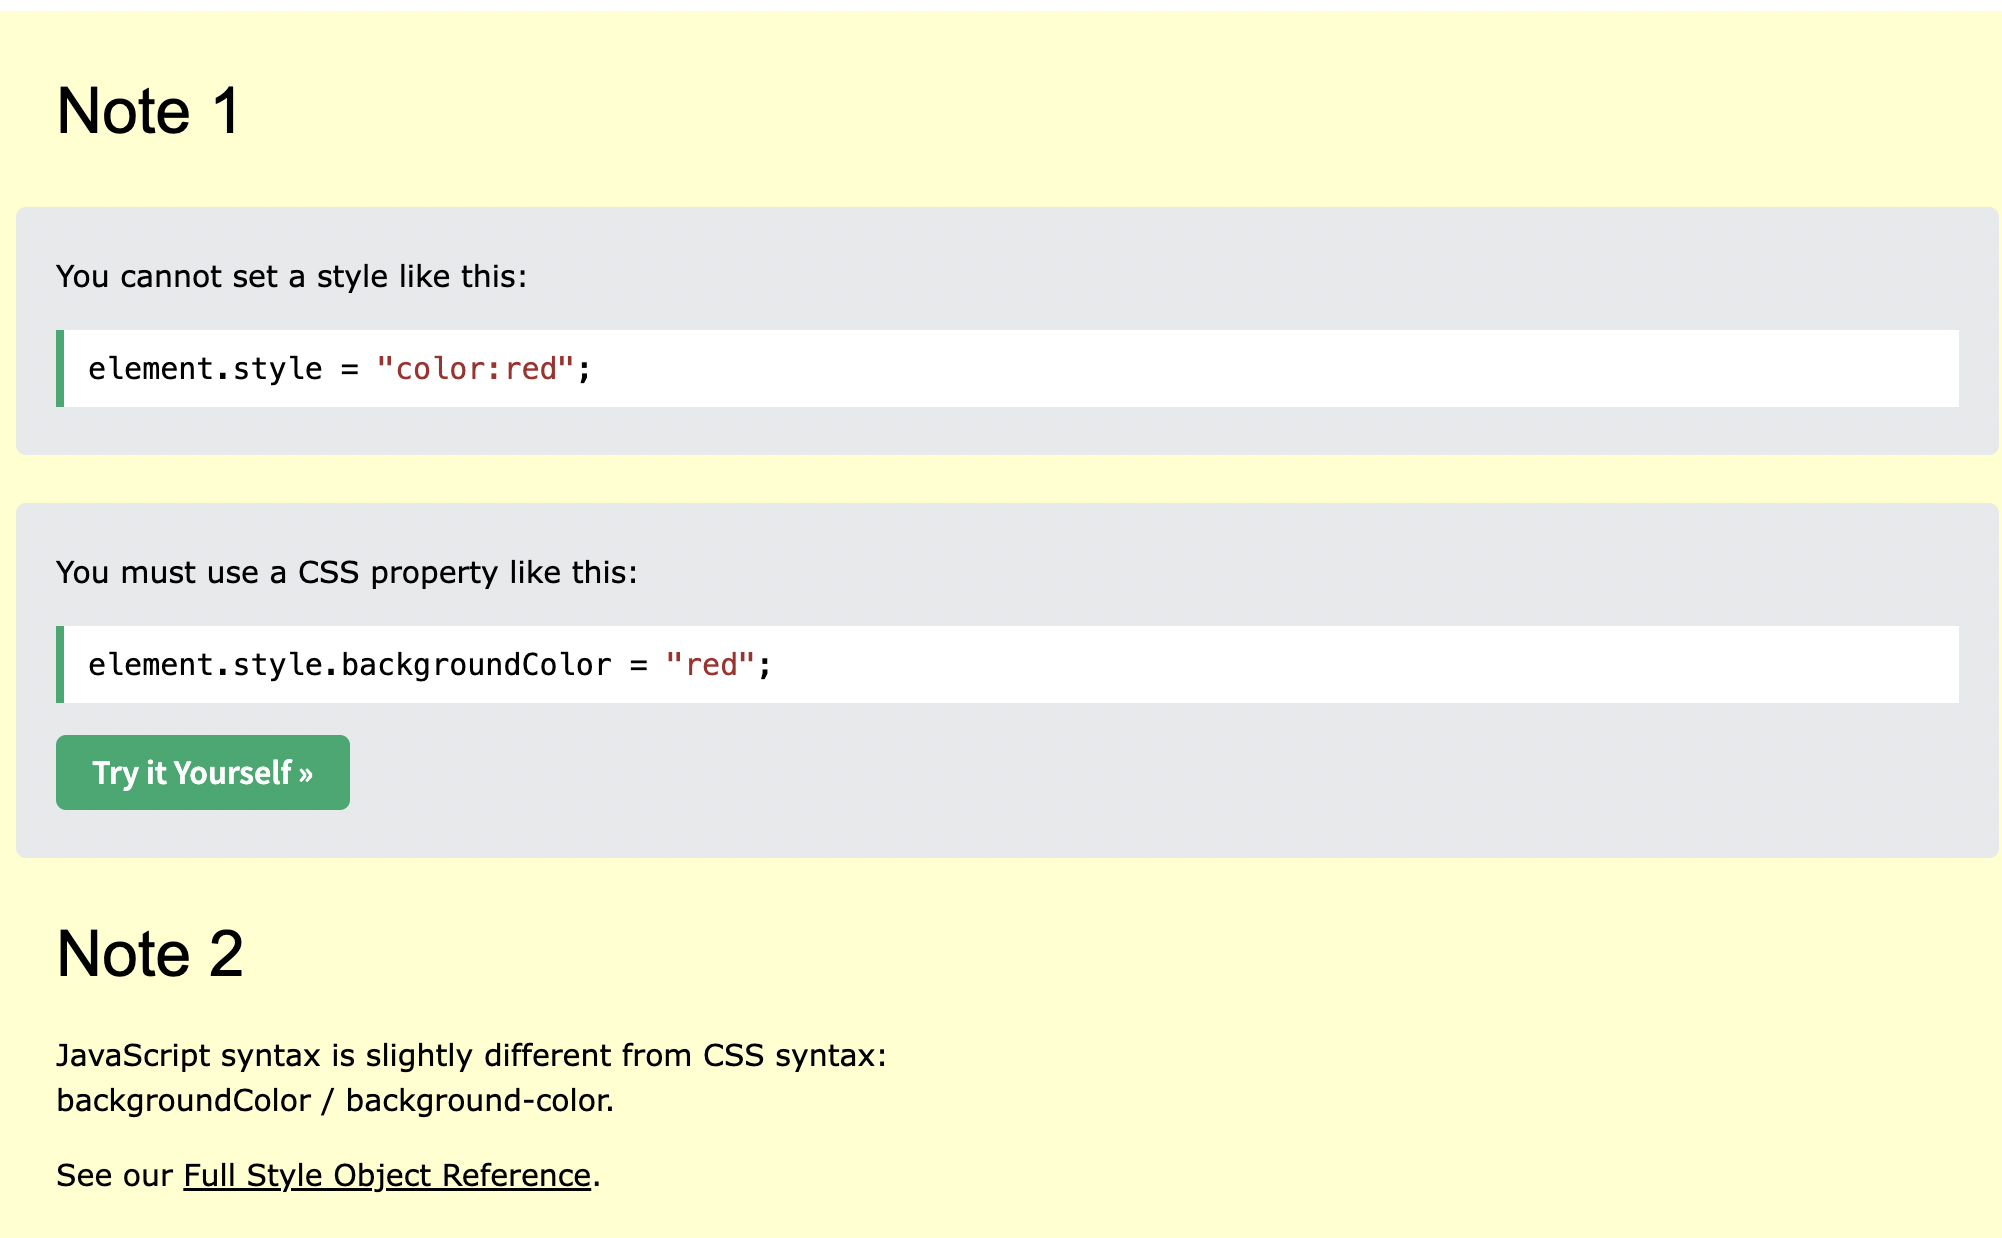 Note 1
You cannot set a style like this:
element.style = "color:red";
You must use a CSS property like this:
element.style.backgroundColor = "red";
Try it Yourself »
Note 2
JavaScript syntax is slightly different from CSS syntax:
backgroundColor / background-color.
See our Full Style Object Reference.